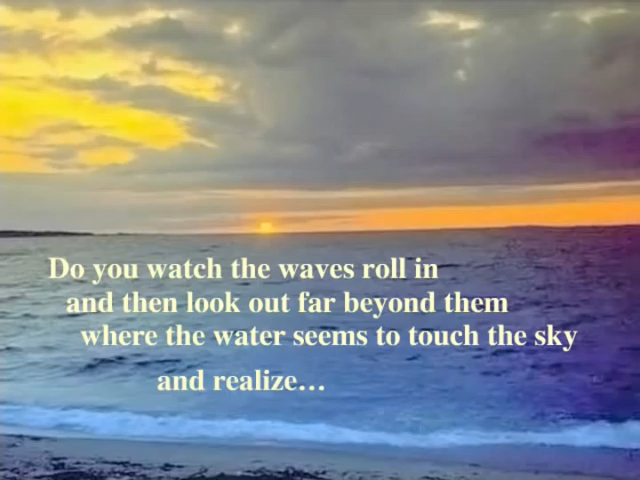 Do you watch the waves roll in
and then look out far beyond them
where the water seems to touch the sky
and realize…